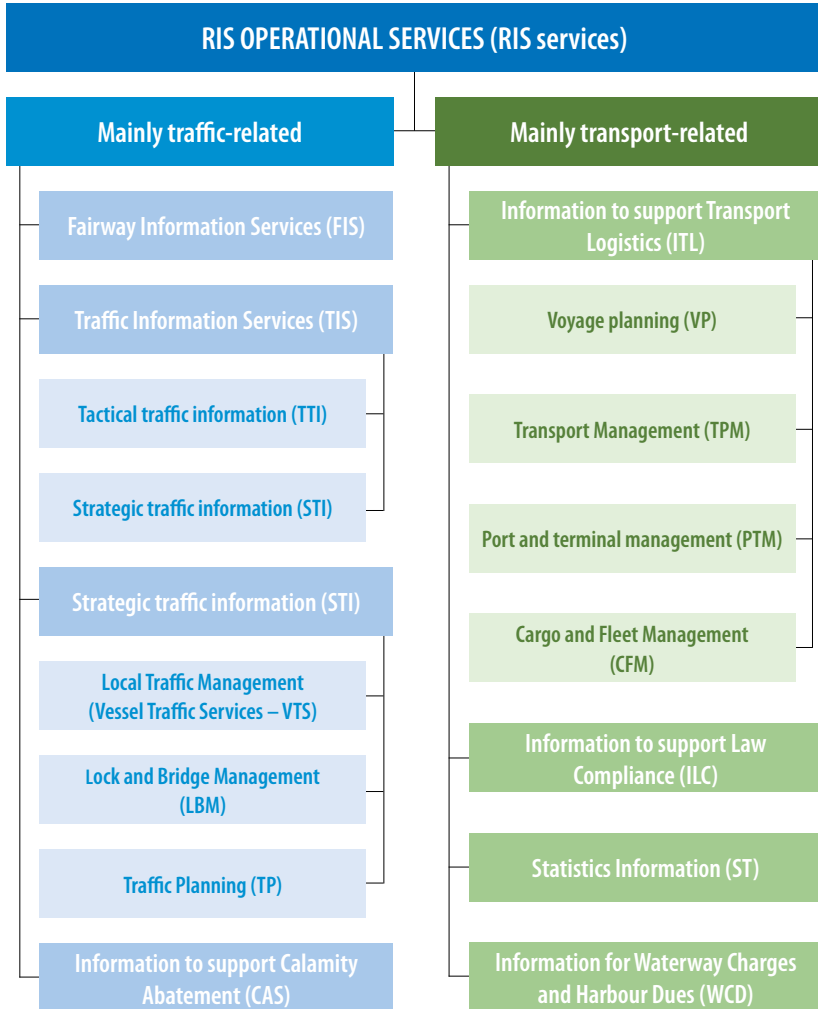 RIS OPERATIONAL SERVICES (RIS services)
Mainly traffic-related
Fairway Information Services (FIS)
Traffic Information Services (TIS)
Tactical traffic information (TTI)
Strategic traffic information (STI)
Strategic traffic information (STI)
Local Traffic Management
(Vessel Traffic Services – VTS)
Lock and Bridge Management
(LBM)
Traffic Planning (TP)
Information to support Calamity
Abatement (CAS)
Mainly transport-related
Information to support Transport
Logistics (ITL)
Voyage planning (VP)
Transport Management (TPM)
Port and terminal management (PTM)
Cargo and Fleet Management
(CFM)
Information to support Law
Compliance (ILC)
Statistics Information (ST)
Information for Waterway Charges
and Harbour Dues (WCD)